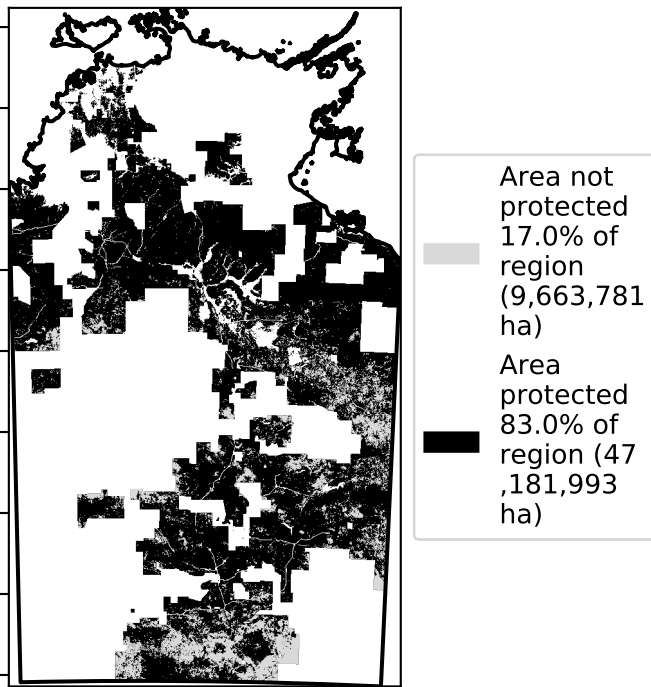 Area not
protected
17.0% of
region
(9,663,781
ha)
Area
protected
83.0% of
region (47
,181,993
ha)